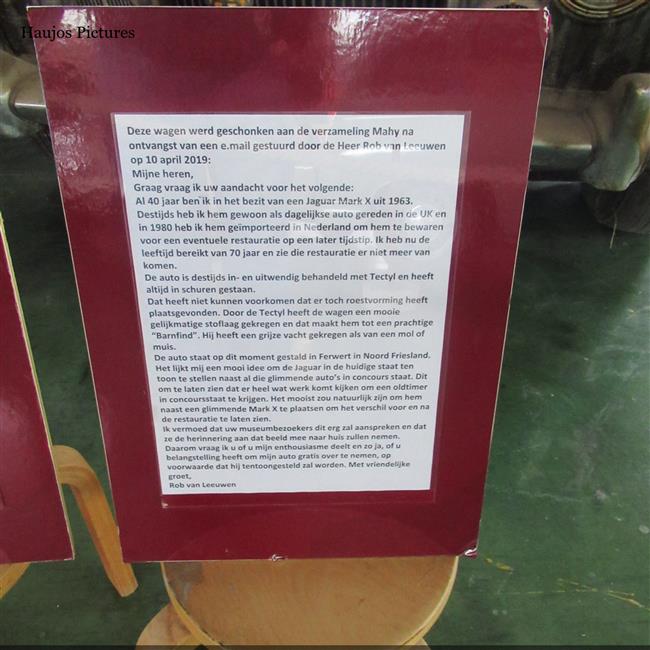 Haujos Pictures
Deze wagen werd geschonken aan de verzameling Mahy na
ontvangst van een e.mail gestuurd door de Heer Rob van Leeuwen
op 10 april 2019:
Mijne heren,
Graag vraag ik uw aandacht voor het volgende:
Al 40 jaar ben ik in het bezit van een Jaguar Mark X uit 1963.
Destijds heb ik hem gewoon als dagelijkse auto gereden in de UK en
in 1980 heb ik hem geïmporteerd in Nederland om hem te bewaren
voor een eventuele restauratie op een later tijdstip. Ik heb nu de
leeftijd bereikt van 70 jaar en zie die restauratie er niet meer van
komen.
De auto is destijds in- en uitwendig behandeld met Tectyl en heeft
altijd in schuren gestaan.
Dat heeft niet kunnen voorkomen dat er toch roestvorming heeft
plaatsgevonden. Door de Tectyl heeft de wagen een mooie
gelijkmatige stoflaag gekregen en dat maakt hem tot een prachtige
“Barnfind”. Hij heeft een grijze vacht gekregen als van een mol of
muis.
De auto staat op dit moment gestald in Ferwert in Noord Friesland.
Het lijkt mij een mooi idee om de Jaguar in de huidige staat ten
toon te stellen naast al die glimmende auto's in concours staat. Dit
om te laten zien dat er heel wat werk komt kijken om een oldtimer
in concoursstaat te krijgen. Het mooist zou natuurlijk zijn om hem
naast een glimmende Mark X te plaatsen om het verschil voor en na
de restauratie te laten zien.
Ik vermoed dat uw museumbezoekers dit erg zal aanspreken en dat
ze de herinnering aan dat beeld mee naar huis zullen nemen.
Daarom vraag ik u of u mijn enthousiasme deelt en zo ja, of u
belangstelling heeft om mijn auto gratis over te nemen, op
voorwaarde dat hij tentoongesteld zal worden. Met vriendelijke
groet,
Rob van Leeuwen